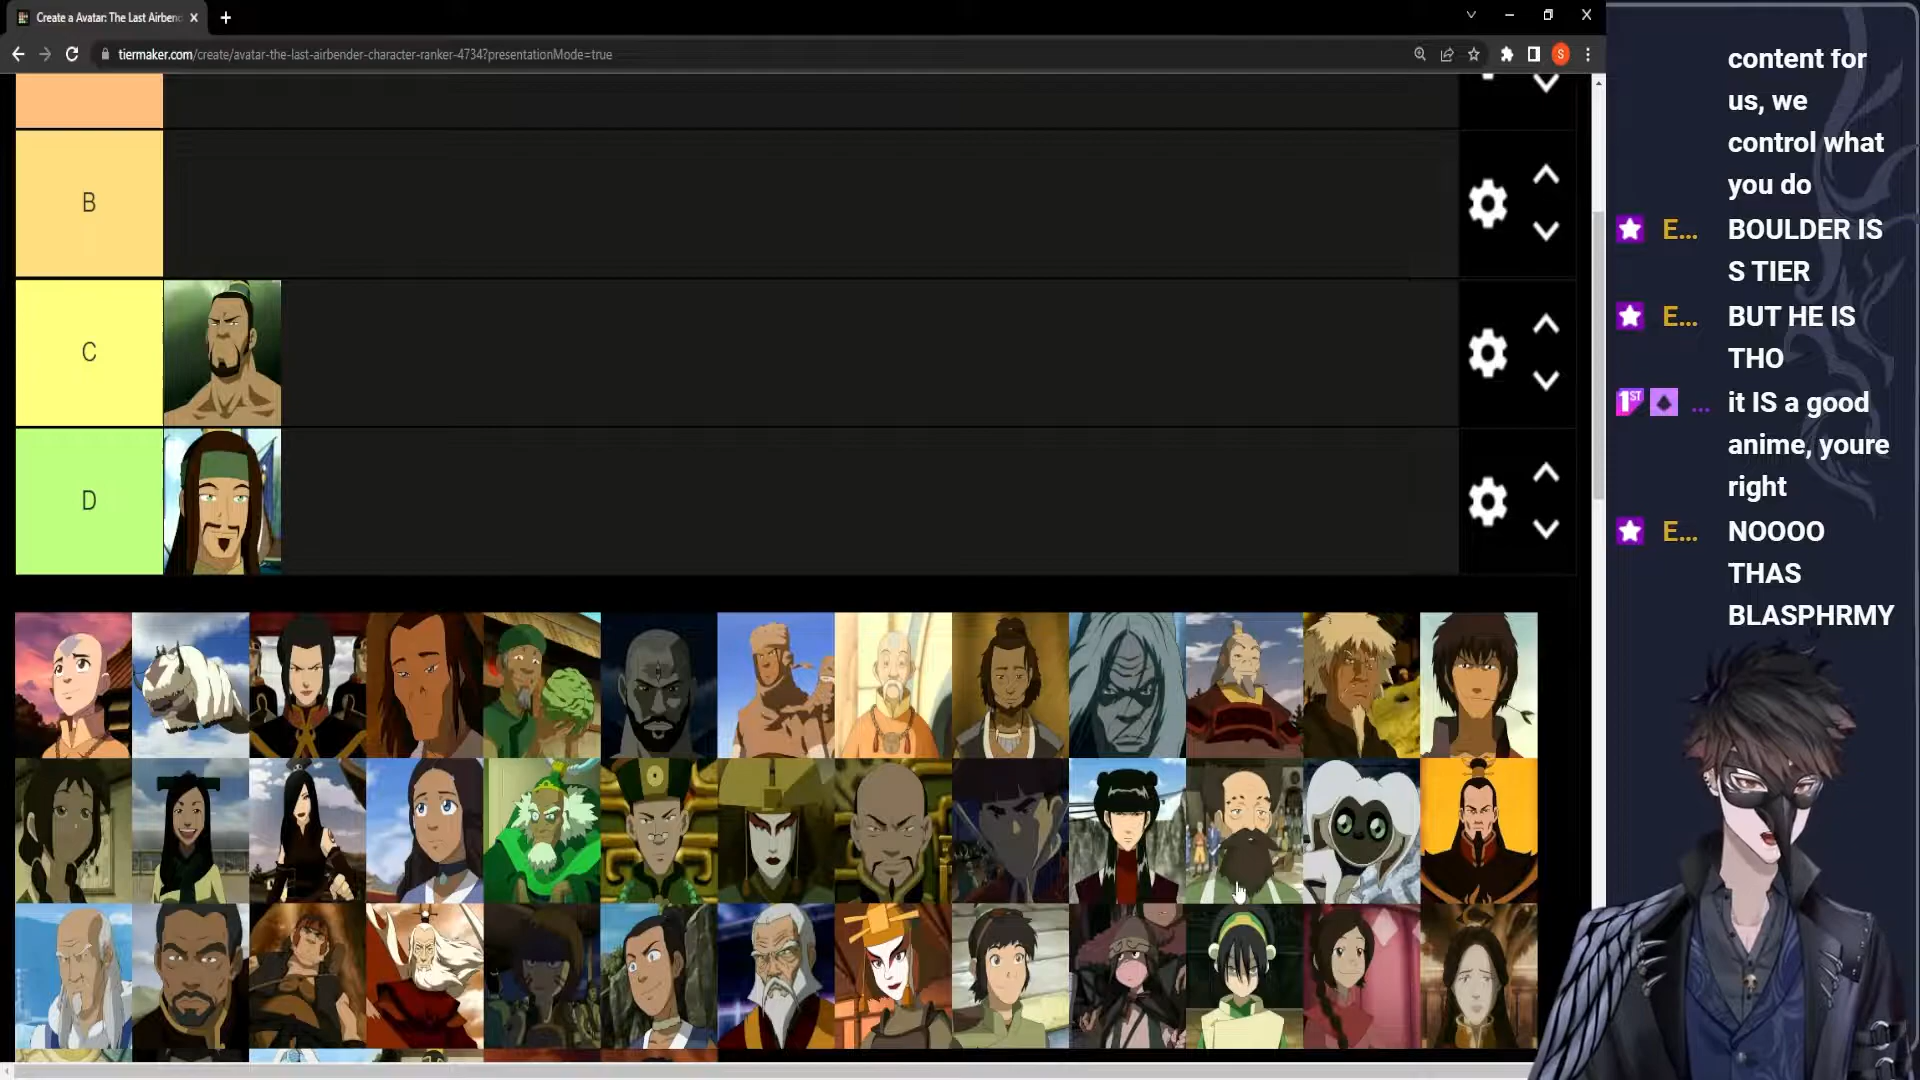 Create a Avatar: The Last Airben
tiermaker.com/create/avatar-the-last-airbender-character-ranker-4734?presentationMode=true
S
B
C
D
content for
us, we
control what
you do
E... BOULDER IS
S TIER
E... BUT HE IS
THO
1ST ... it IS a good
anime, youre
right
E... NOOOO
THAS
BLASPHRMY